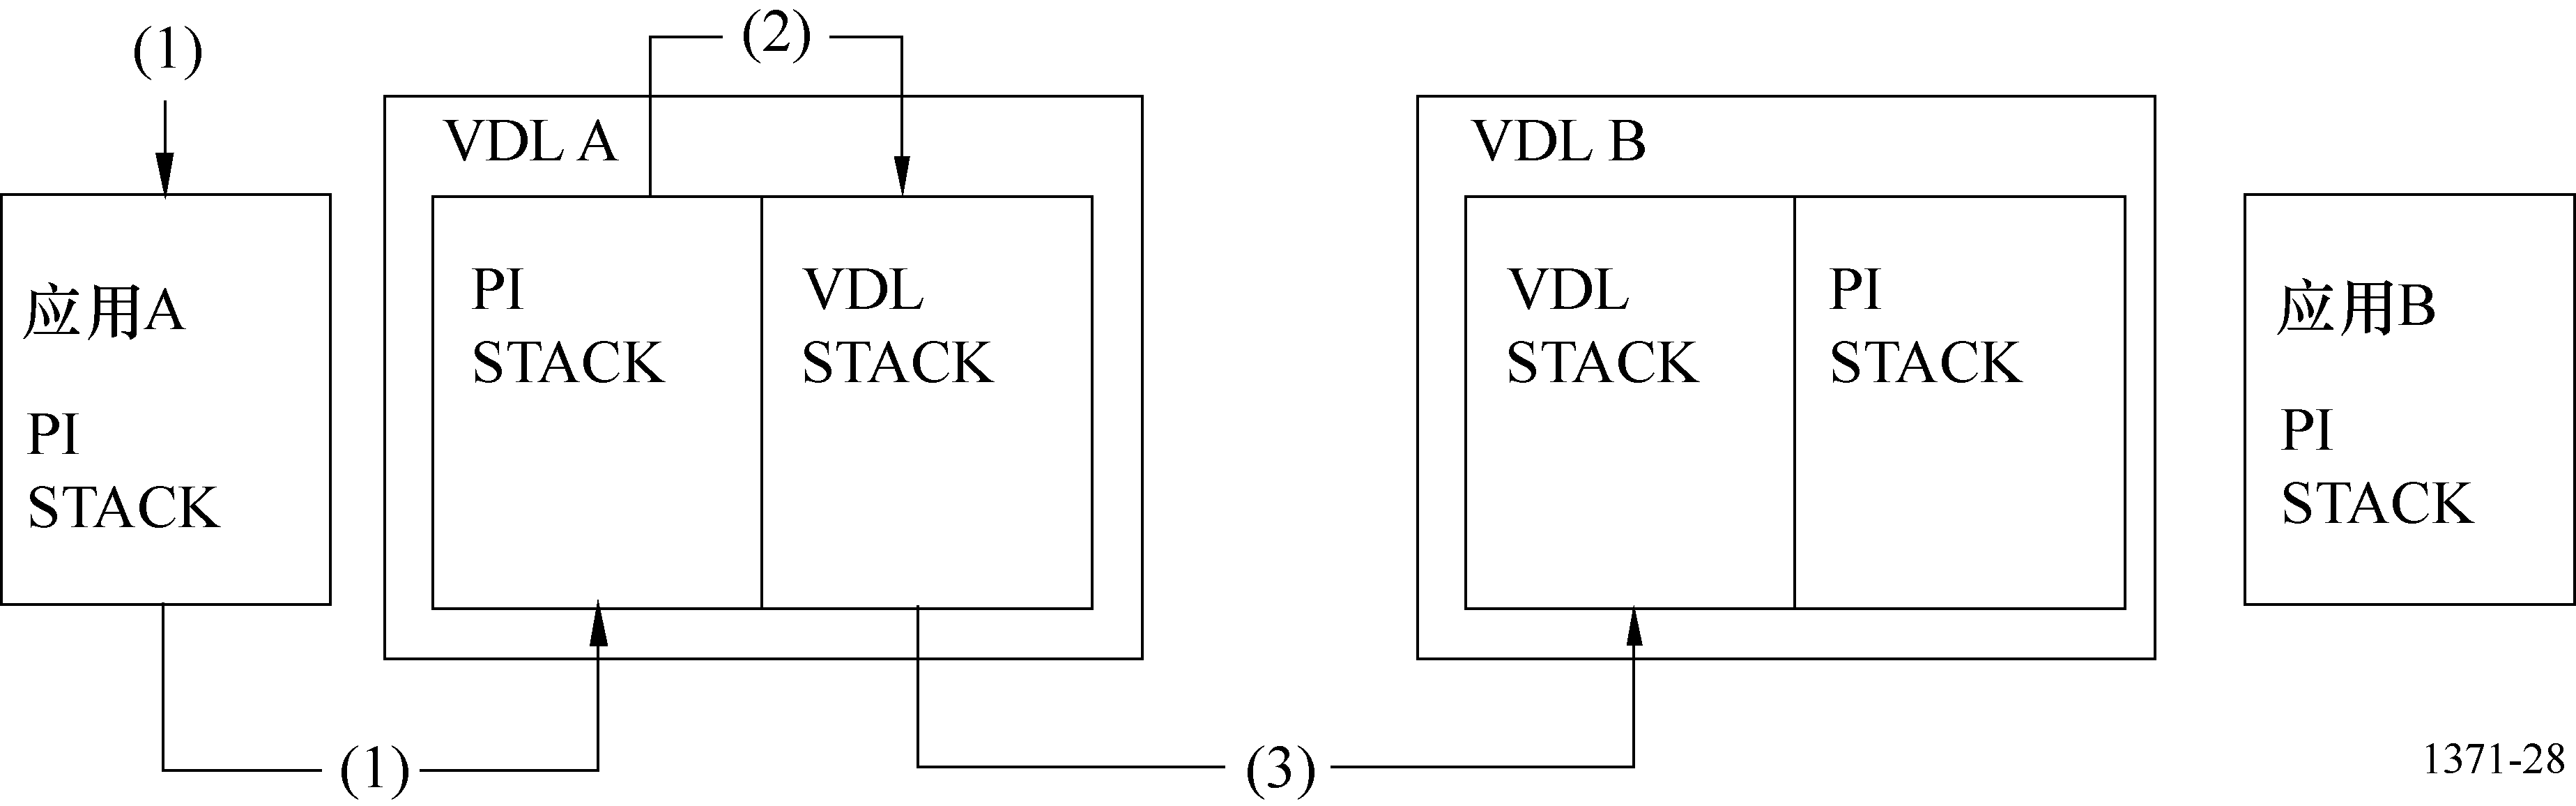 (1)
(2)
VDL A
VDL B
应用A
PI
STACK
PI
STACK
VDL
STACK
VDL
STACK
PI
STACK
应用B
PI
STACK
(1)
(3)
1371-28